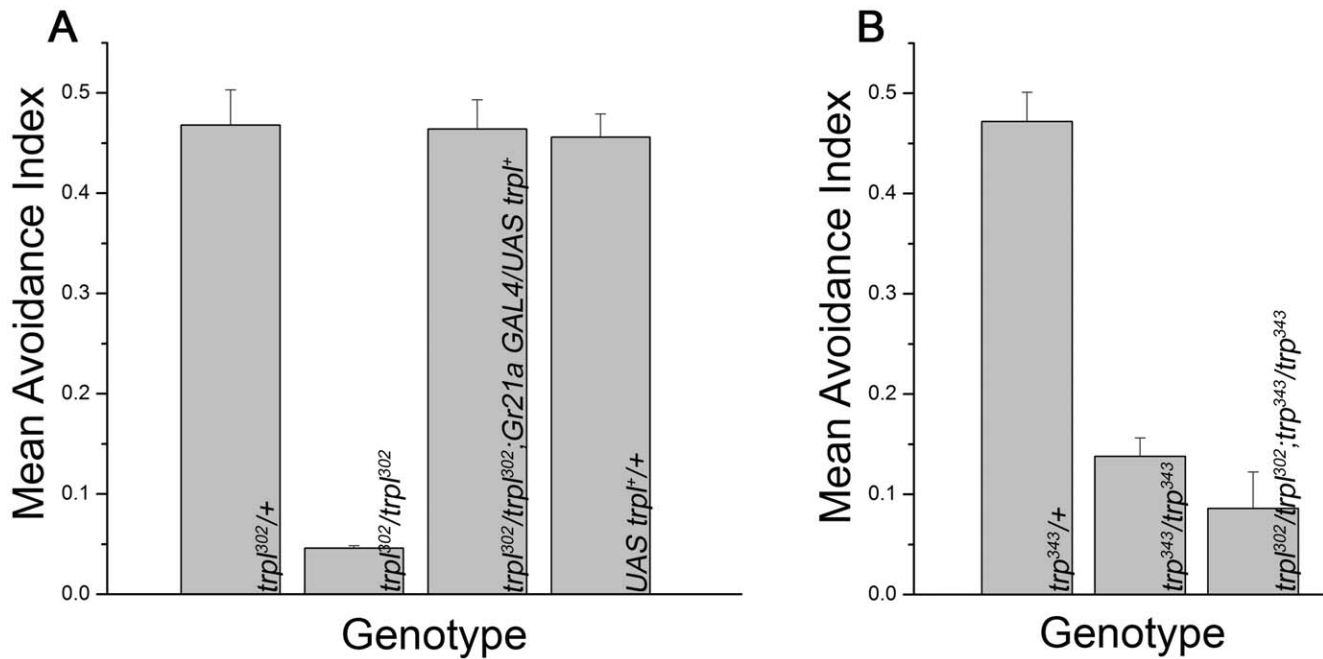 A
Mean Avoidance Index
0.5
0.4
0.3
0.2
0.1
0.0
trpl³⁰²/+
trpl³⁰²/trpl³⁰²
trpl³⁰²/trpl³⁰²;Gr21a GAL4/UAS trpl⁺
UAS trpl⁺/+
Genotype
B
Mean Avoidance Index
0.5
0.4
0.3
0.2
0.1
0.0
trp³⁴³/+
trp³⁴³/trp³⁴³
trpl³⁰²/trpl³⁰²;trp³⁴³/trp³⁴³
Genotype